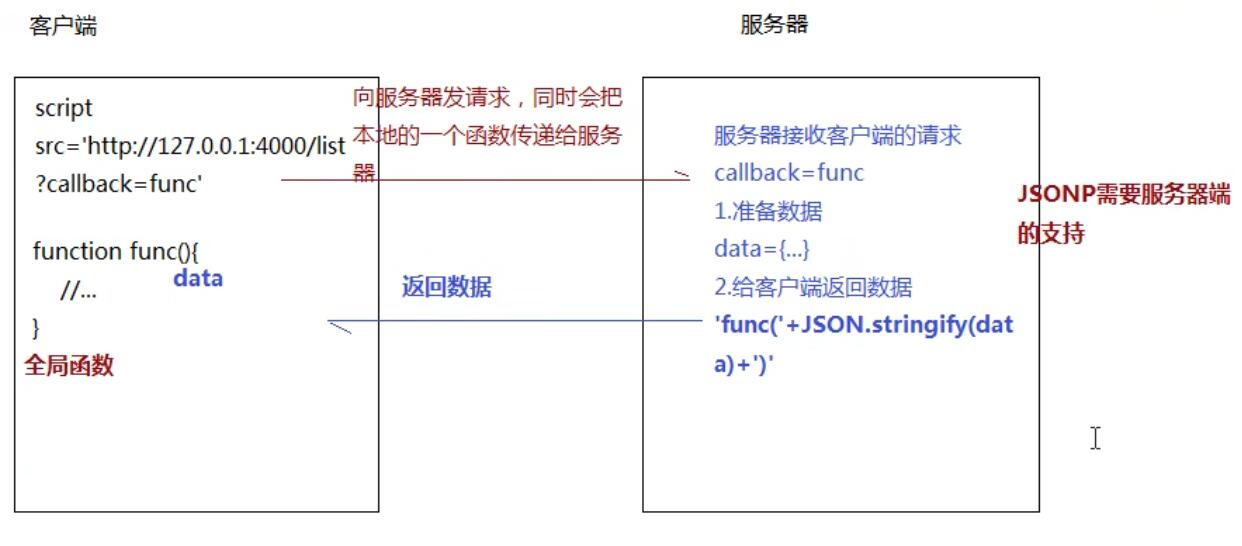 客户端
服务器
script
src='http://127.0.0.1:4000/list
?callback=func'
function func(){
data
//...
}
全局函数
向服务器发请求，同时会把
本地的一个函数传递给服务
器
返回数据
服务器接收客户端的请求
callback=func
1.准备数据
data={...}
2.给客户端返回数据
'func('+JSON.stringify(dat
a)+')'
JSONP需要服务器端
的支持